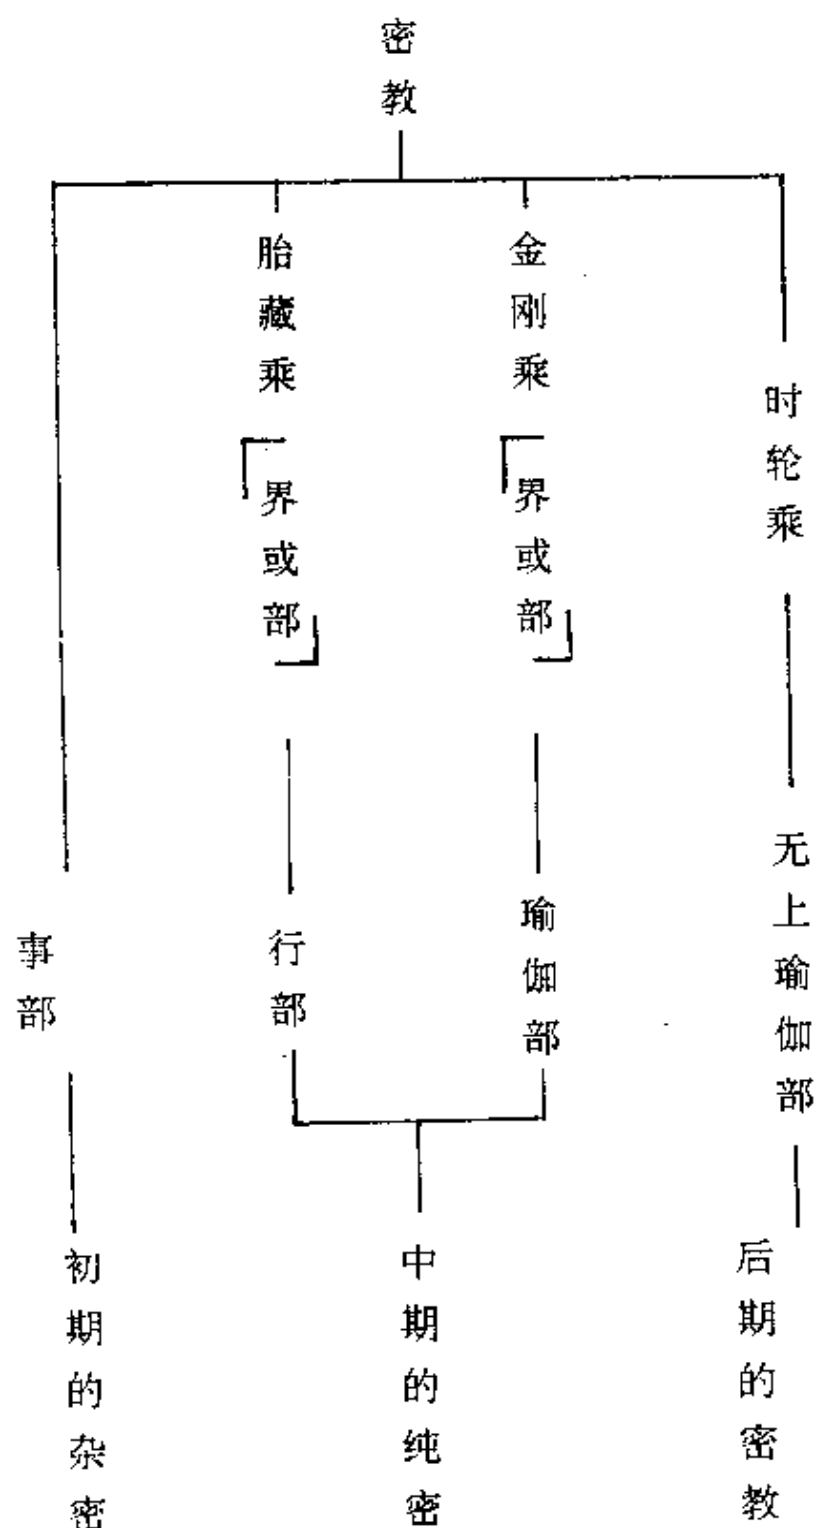 密教
胎藏乘「界或部」
金刚乘「界或部」
时轮乘
事部
行部
瑜伽部
无上瑜伽部
初期的杂密
中期的纯密
后期的密教